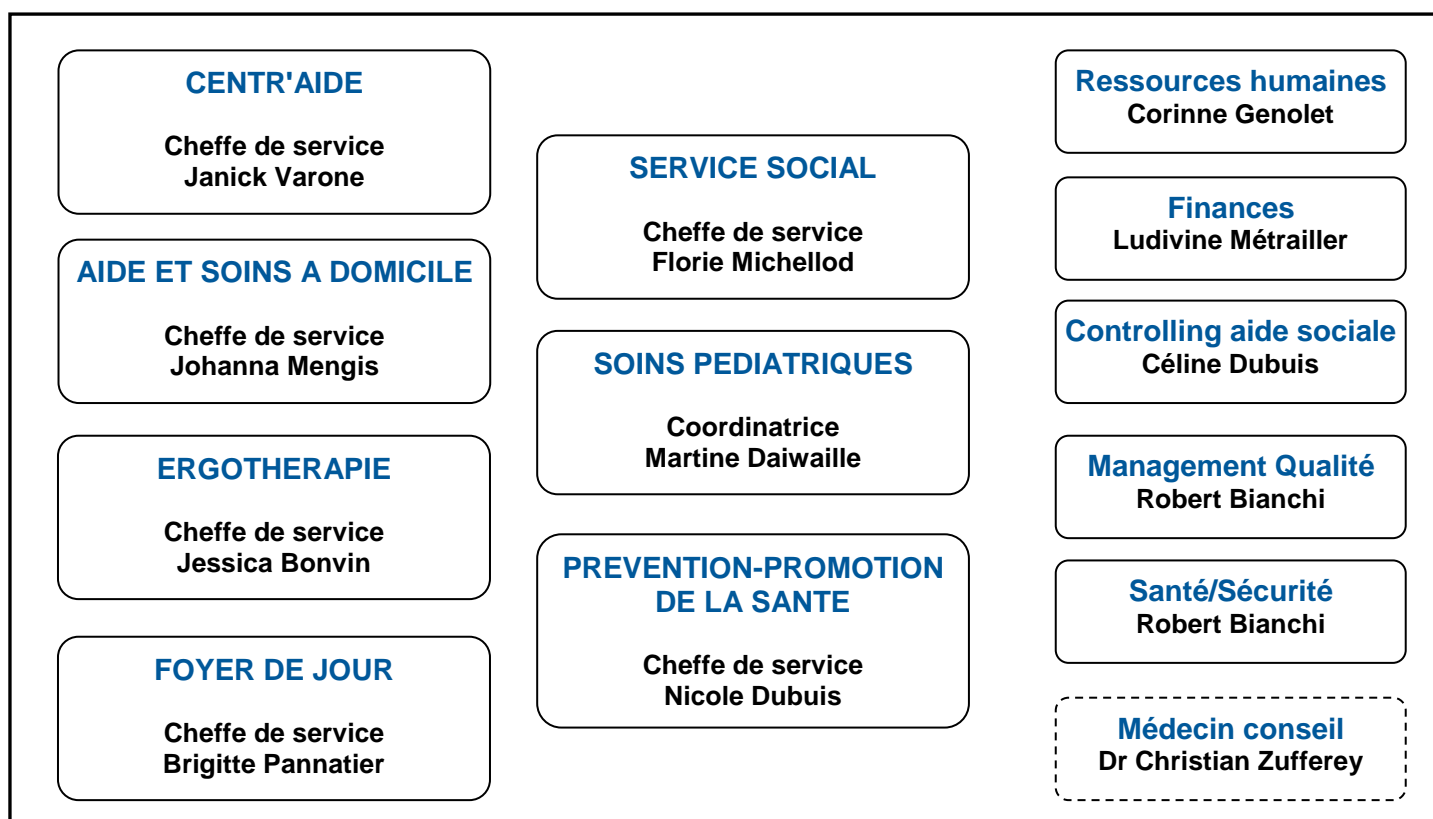 CENTR'AIDE
Cheffe de service
Janick Varone
AIDE ET SOINS A DOMICILE
Cheffe de service
Johanna Mengis
ERGOTHERAPIE
Cheffe de service
Jessica Bonvin
FOYER DE JOUR
Cheffe de service
Brigitte Pannatier
SERVICE SOCIAL
Cheffe de service
Florie Michellod
SOINS PEDIATRIQUES
Coordinatrice
Martine Daiwaille
PREVENTION-PROMOTION
DE LA SANTE
Cheffe de service
Nicole Dubuis
Ressources humaines
Corinne Genolet
Finances
Ludivine Métrailler
Controlling aide sociale
Céline Dubuis
Management Qualité
Robert Bianchi
Santé/Sécurité
Robert Bianchi
Médecin conseil
Dr Christian Zufferey